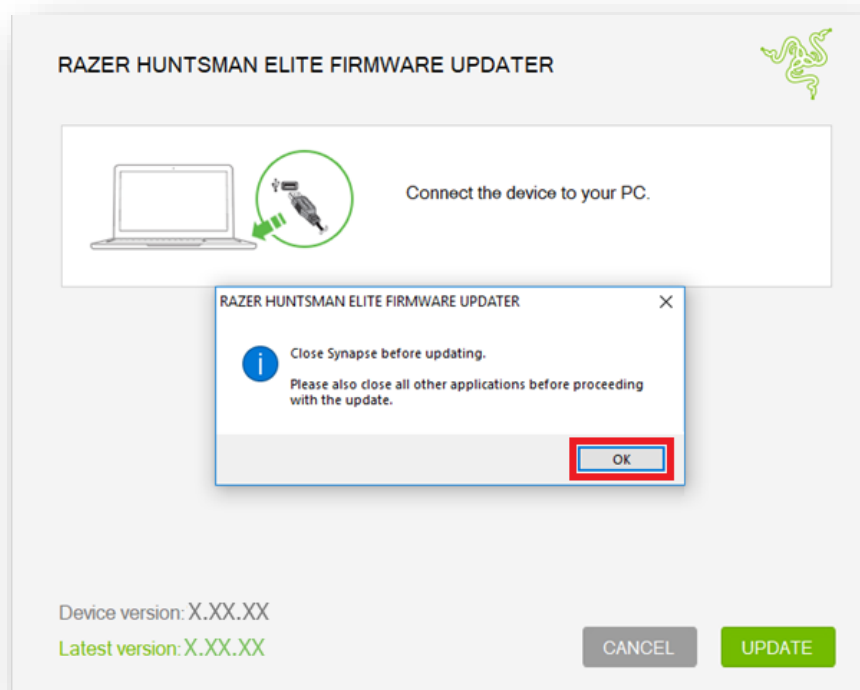 RAZER HUNTSMAN ELITE FIRMWARE UPDATER
Connect the device to your PC.
RAZER HUNTSMAN ELITE FIRMWARE UPDATER
Close Synapse before updating.
Please also close all other applications before proceeding
with the update.
OK
Device version: X.XX.XX
Latest version: X.XX.XX
CANCEL
UPDATE